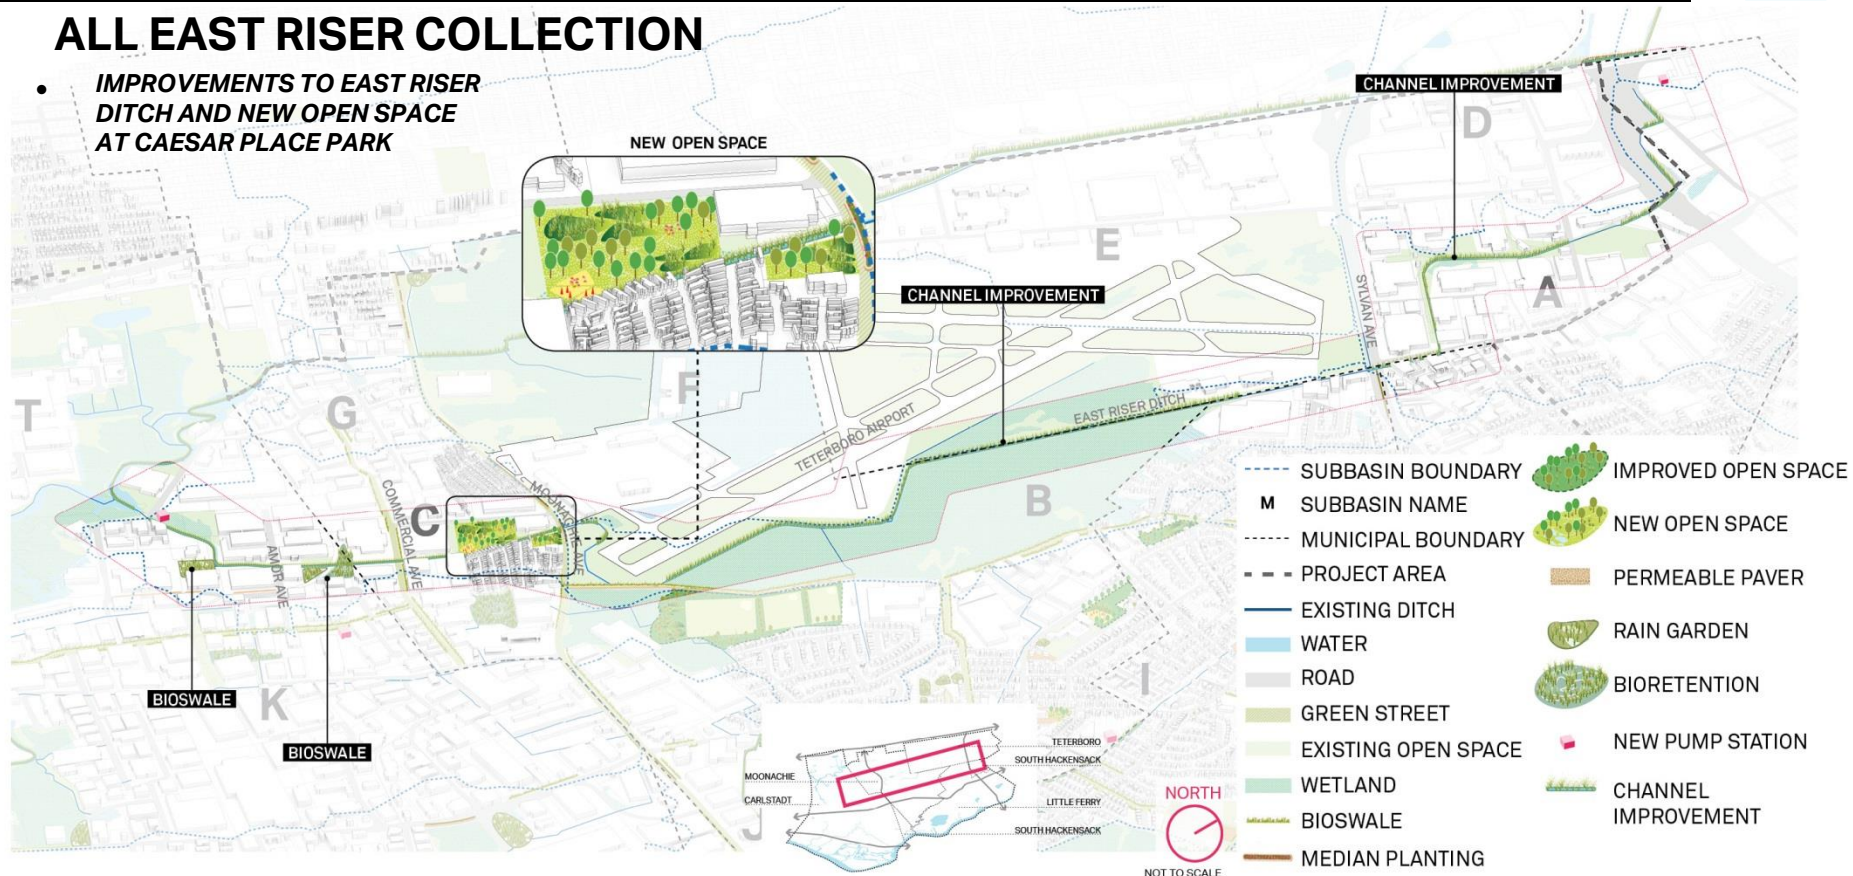 ALL EAST RISER COLLECTION
• IMPROVEMENTS TO EAST RISER
DITCH AND NEW OPEN SPACE
AT CAESAR PLACE PARK
NEW OPEN SPACE
CHANNEL IMPROVEMENT
D
E
CHANNEL IMPROVEMENT
A
SYLVAN AVE
T
G
F
TETERBORO AIRPORT
EAST RISER DITCH
B
C
MOONACHIE AVE
COMMERCIAL AVE
AMOR AVE
BIOSWALE
K
BIOSWALE
I
J
TETERBORO
SOUTH HACKENSACK
MOONACHIE
CARLSTADT
LITTLE FERRY
SOUTH HACKENSACK
NORTH
NOT TO SCALE
SUBBASIN BOUNDARY
M SUBBASIN NAME
MUNICIPAL BOUNDARY
PROJECT AREA
EXISTING DITCH
WATER
ROAD
GREEN STREET
EXISTING OPEN SPACE
WETLAND
BIOSWALE
MEDIAN PLANTING
IMPROVED OPEN SPACE
NEW OPEN SPACE
PERMEABLE PAVER
RAIN GARDEN
BIORETENTION
NEW PUMP STATION
CHANNEL
IMPROVEMENT